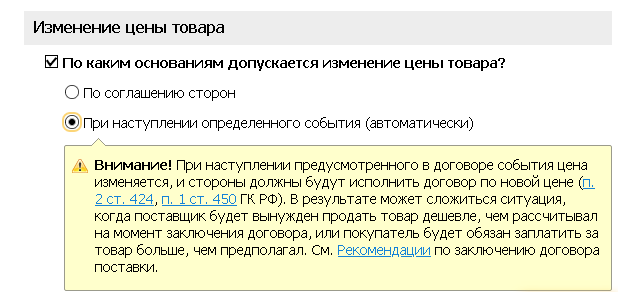 Изменение цены товара
По каким основаниям допускается изменение цены товара?
По соглашению сторон
При наступлении определенного события (автоматически)
Внимание! При наступлении предусмотренного в договоре события цена
изменяется, и стороны должны будут исполнить договор по новой цене (п.
2 ст. 424, п. 1 ст. 450 ГК РФ). В результате может сложиться ситуация,
когда поставщик будет вынужден продать товар дешевле, чем рассчитывал
на момент заключения договора, или покупатель будет обязан заплатить за
товар больше, чем предполагал. См. Рекомендации по заключению договора
поставки.